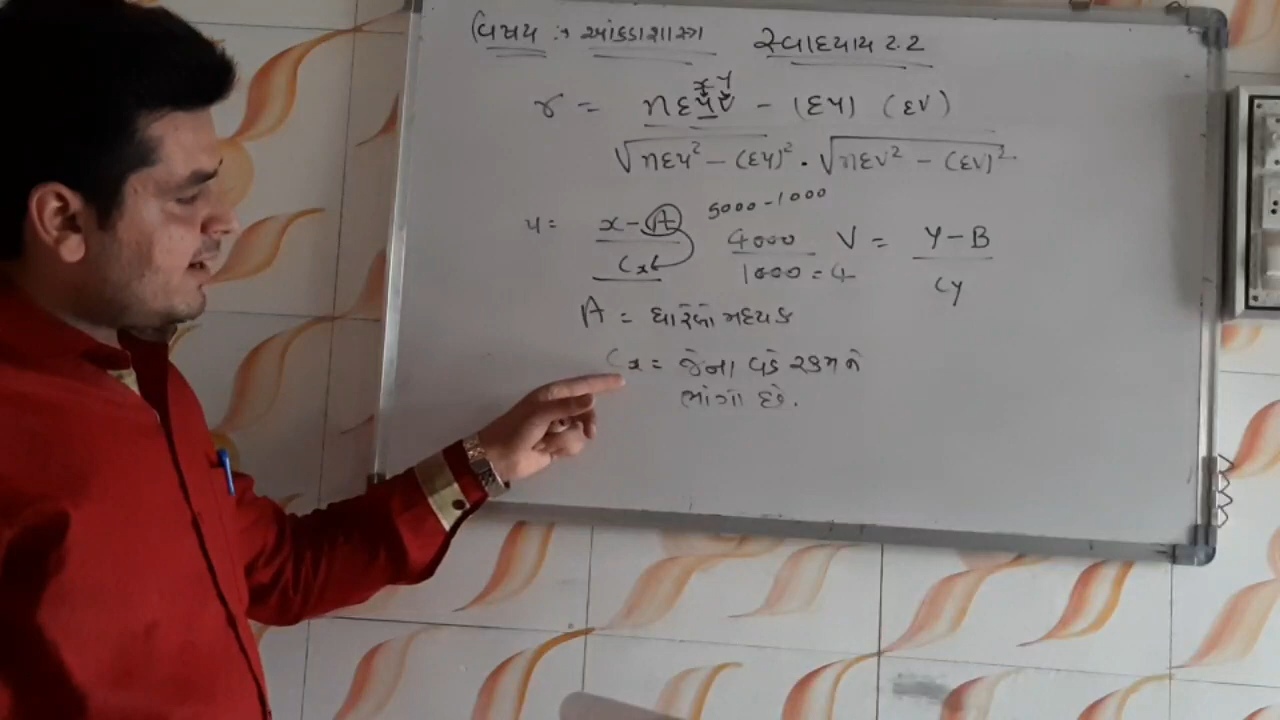 વિષય :→ આંકડાશાસ્ત્ર સ્વાધ્યાય 2.2
x y
r = nΣuv - (Σu) (Σv)
√nΣu² - (Σu)² . √nΣv² - (Σv)²
5000-1000
u = x-A 4000 V = Y-B
Cx 1000 = 4 Cy
A = ધારેલો મધ્યક
Cx = જેના વડે રકમને
ભાંગી છે.